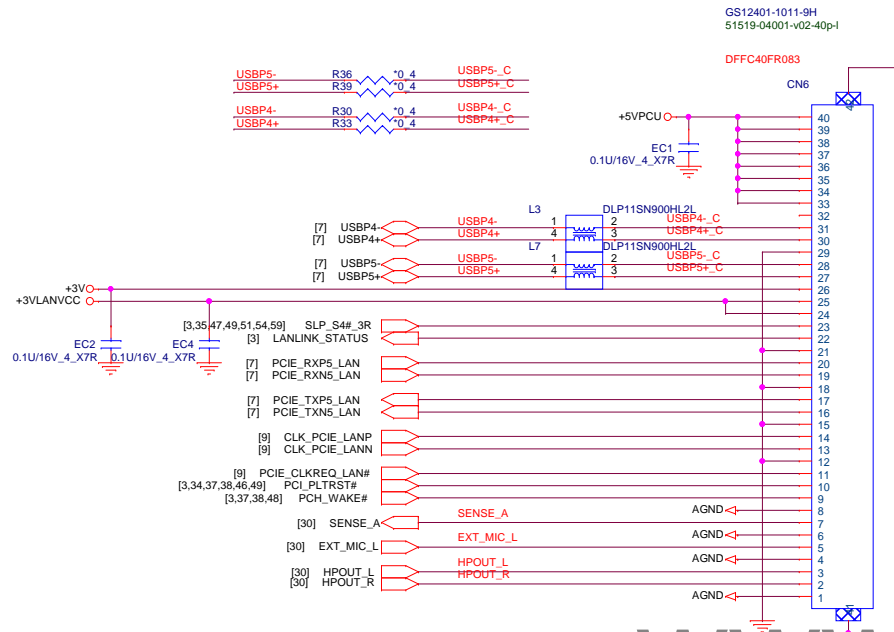 GS12401-1011-9H
51519-04001-v02-40p-l
DFFC40FR083
CN6
USBP5- R36 *0_4 USBP5-_C
USBP5+ R39 *0_4 USBP5+_C
USBP4- R30 *0_4 USBP4-_C
USBP4+ R33 *0_4 USBP4+_C
+5VPCU
EC1
0.1U/16V_4_X7R
40
39
38
37
36
35
34
33
32
L3 DLP11SN900HL2L
[7] USBP4- USBP4- 1 2 USBP4-_C 31
[7] USBP4+ USBP4+ 4 3 USBP4+_C 30
L7 DLP11SN900HL2L 29
[7] USBP5- USBP5- 1 2 USBP5-_C 28
[7] USBP5+ USBP5+ 4 3 USBP5+_C 27
+3V 26
+3VLANVCC 25
24
[3,35,47,49,51,54,59] SLP_S4#_3R 23
[3] LANLINK_STATUS 22
EC2
0.1U/16V_4_X7R
EC4
0.1U/16V_4_X7R
21
[7] PCIE_RXP5_LAN 20
[7] PCIE_RXN5_LAN 19
18
[7] PCIE_TXP5_LAN 17
[7] PCIE_TXN5_LAN 16
15
[9] CLK_PCIE_LANP 14
[9] CLK_PCIE_LANN 13
12
[9] PCIE_CLKREQ_LAN# 11
[3,34,37,38,46,49] PCI_PLTRST# 10
[3,37,38,48] PCH_WAKE# 9
AGND 8
[30] SENSE_A SENSE_A 7
AGND 6
[30] EXT_MIC_L EXT_MIC_L 5
AGND 4
[30] HPOUT_L HPOUT_L 3
[30] HPOUT_R HPOUT_R 2
AGND 1